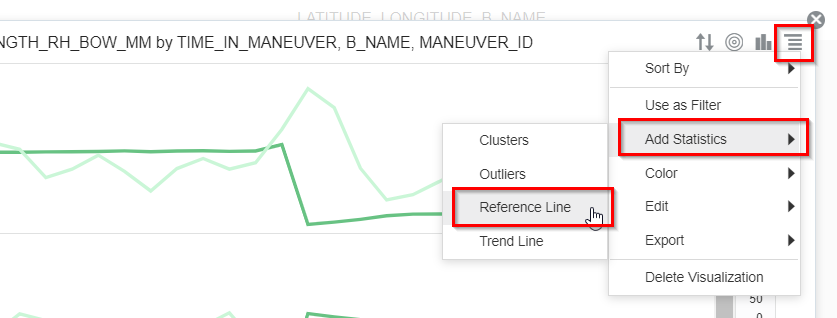 LATITUDE, LONGITUDE, B_NAME
NGTH_RH_BOW_MM by TIME_IN_MANEUVER, B_NAME, MANEUVER_ID
Sort By
Use as Filter
Add Statistics
Color
Edit
Export
Delete Visualization
Clusters
Outliers
Reference Line
Trend Line
50
0